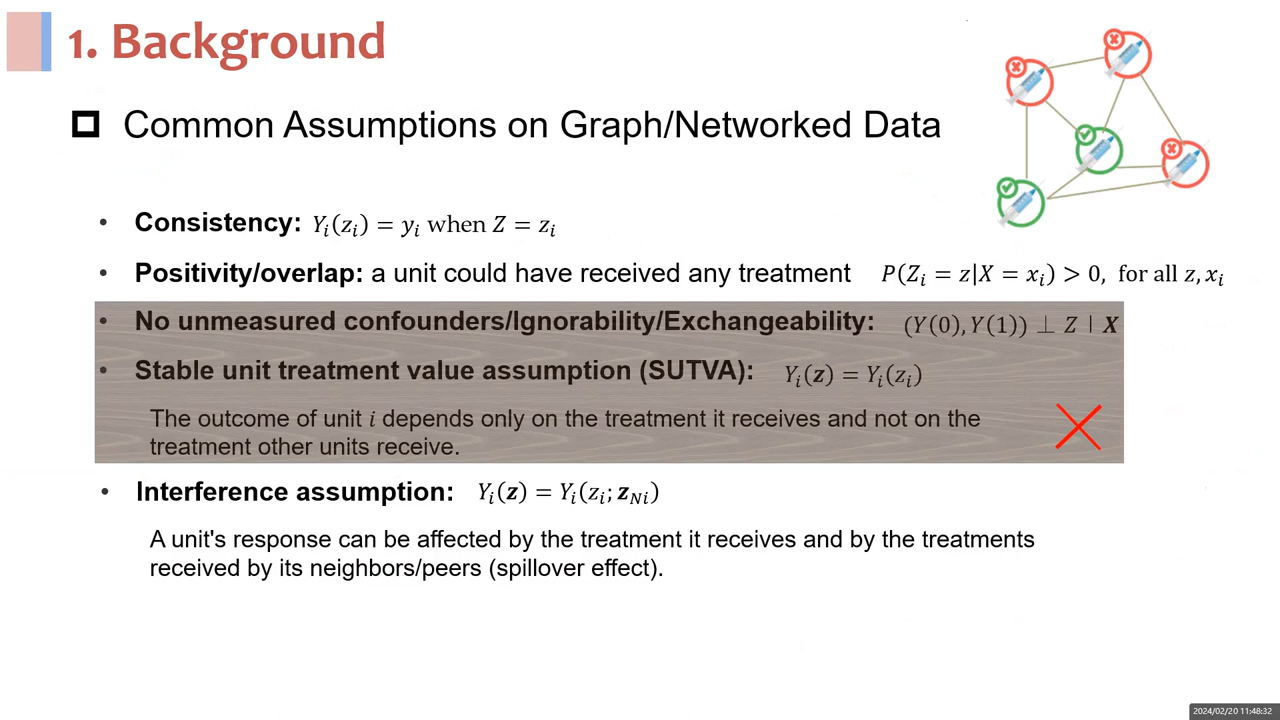 1. Background
Common Assumptions on Graph/Networked Data
• Consistency: Y_i(z_i) = y_i when Z = z_i
• Positivity/overlap: a unit could have received any treatment P(Z_i = z|X = x_i) > 0, for all z, x_i
• No unmeasured confounders/Ignorability/Exchangeability: (Y(0), Y(1)) ⊥ Z | X
• Stable unit treatment value assumption (SUTVA): Y_i(z) = Y_i(z_i)
The outcome of unit i depends only on the treatment it receives and not on the
treatment other units receive.
• Interference assumption: Y_i(z) = Y_i(z_i; z_{Ni})
A unit's response can be affected by the treatment it receives and by the treatments
received by its neighbors/peers (spillover effect).
2024/02/20 11:48:32